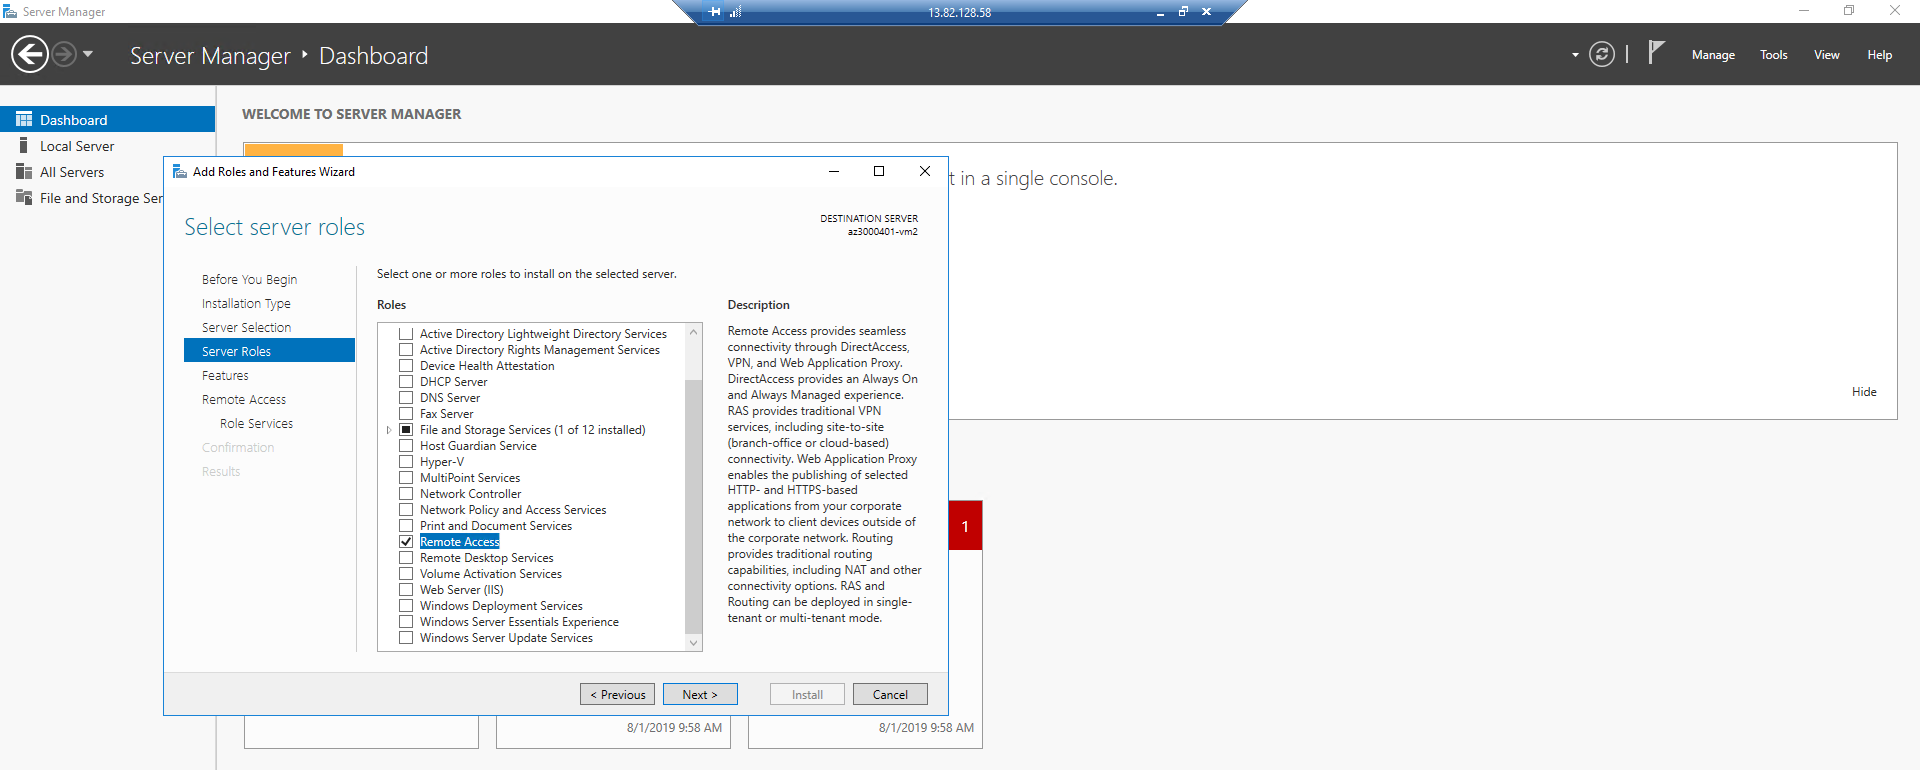 Server Manager
13.82.128.58
Server Manager ‣ Dashboard
Manage Tools View Help
Dashboard
Local Server
All Servers
File and Storage Ser
WELCOME TO SERVER MANAGER
t in a single console.
Hide
Add Roles and Features Wizard
Select server roles
DESTINATION SERVER
az3000401-vm2
Before You Begin
Installation Type
Server Selection
Server Roles
Features
Remote Access
Role Services
Confirmation
Results
Select one or more roles to install on the selected server.
Roles
Active Directory Lightweight Directory Services
Active Directory Rights Management Services
Device Health Attestation
DHCP Server
DNS Server
Fax Server
File and Storage Services (1 of 12 installed)
Host Guardian Service
Hyper-V
MultiPoint Services
Network Controller
Network Policy and Access Services
Print and Document Services
Remote Access
Remote Desktop Services
Volume Activation Services
Web Server (IIS)
Windows Deployment Services
Windows Server Essentials Experience
Windows Server Update Services
Description
Remote Access provides seamless
connectivity through DirectAccess,
VPN, and Web Application Proxy.
DirectAccess provides an Always On
and Always Managed experience.
RAS provides traditional VPN
services, including site-to-site
(branch-office or cloud-based)
connectivity. Web Application Proxy
enables the publishing of selected
HTTP- and HTTPS-based
applications from your corporate
network to client devices outside of
the corporate network. Routing
provides traditional routing
capabilities, including NAT and other
connectivity options. RAS and
Routing can be deployed in single-
tenant or multi-tenant mode.
< Previous
Next >
Install
Cancel
1
8/1/2019 9:58 AM
8/1/2019 9:58 AM